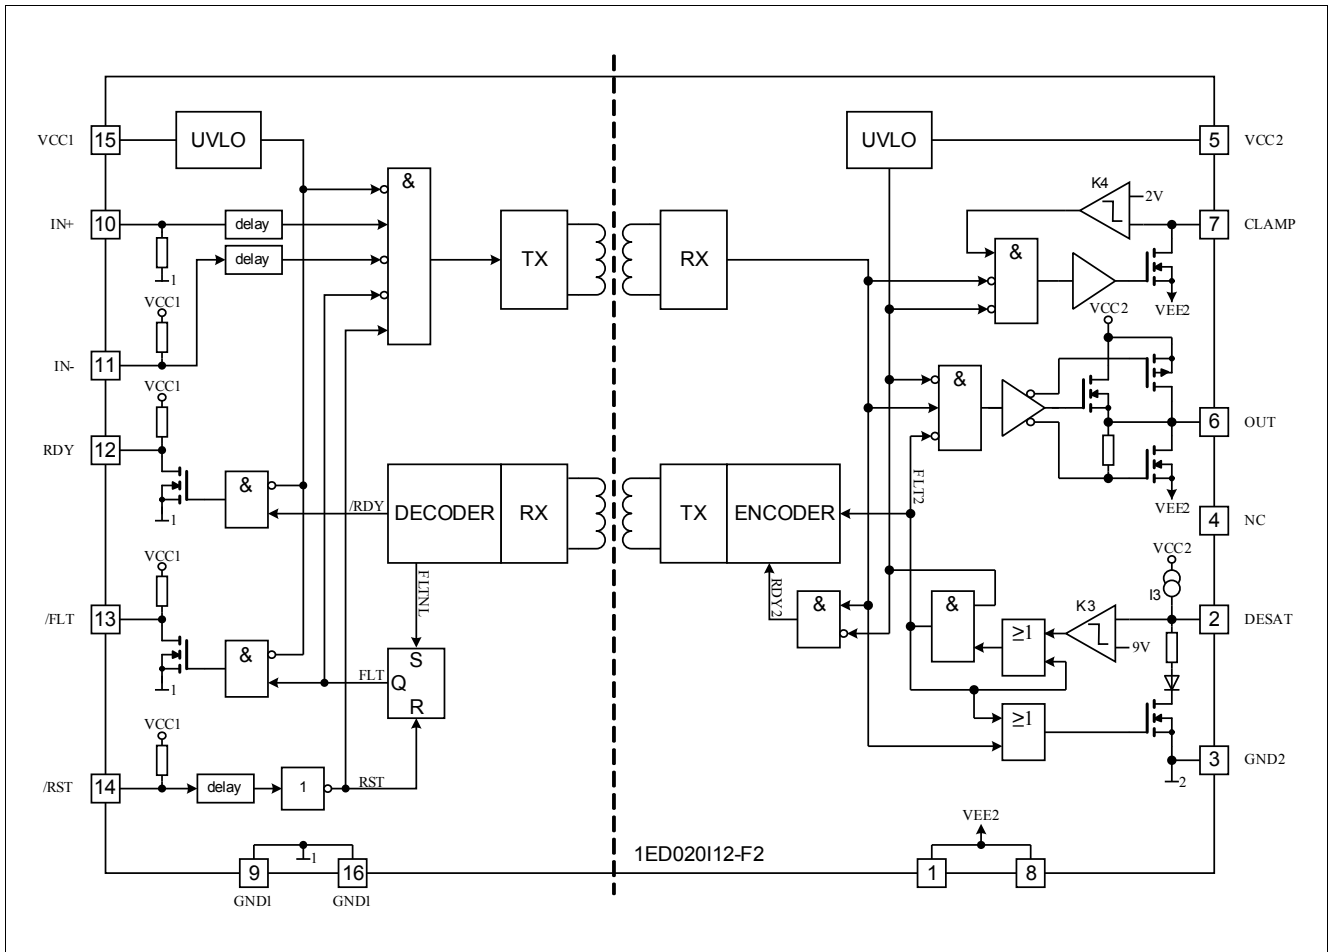 VCC1
15
UVLO
UVLO
5
VCC2
&
K4
2V
IN+
10
delay
7
CLAMP
delay
TX
RX
&
1
VCC1
VEE2
VCC2
IN-
11
&
VCC1
6
OUT
RDY
12
&
/RDY
DECODER
RX
TX
ENCODER
FLT2
VEE2
1
4
NC
VCC1
VCC2
FLTNL
RDY2
I3
&
&
K3
/FLT
13
≥1
2
DESAT
9V
&
S
FLT
Q
1
R
≥1
VCC1
3
GND2
/RST
14
delay
1
RST
2
VEE2
1
1ED020I12-F2
9
16
1
8
GND1
GND1